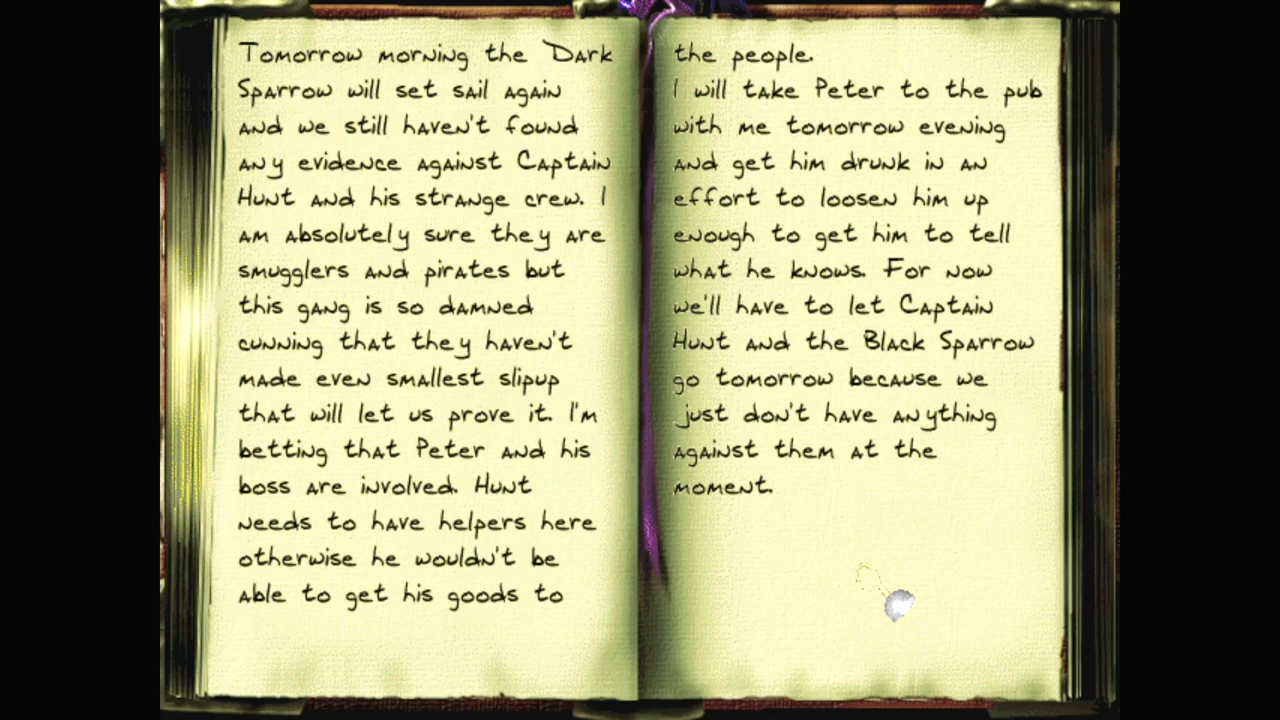 Tomorrow morning the Dark
Sparrow will set sail again
and we still haven't found
any evidence against Captain
Hunt and his strange crew. I
am absolutely sure they are
smugglers and pirates but
this gang is so damned
cunning that they haven't
made even smallest slipup
that will let us prove it. I'm
betting that Peter and his
boss are involved. Hunt
needs to have helpers here
otherwise he wouldn't be
able to get his goods to
the people.
I will take Peter to the pub
with me tomorrow evening
and get him drunk in an
effort to loosen him up
enough to get him to tell
what he knows. For now
we'll have to let Captain
Hunt and the Black Sparrow
go tomorrow because we
just don't have anything
against them at the
moment.